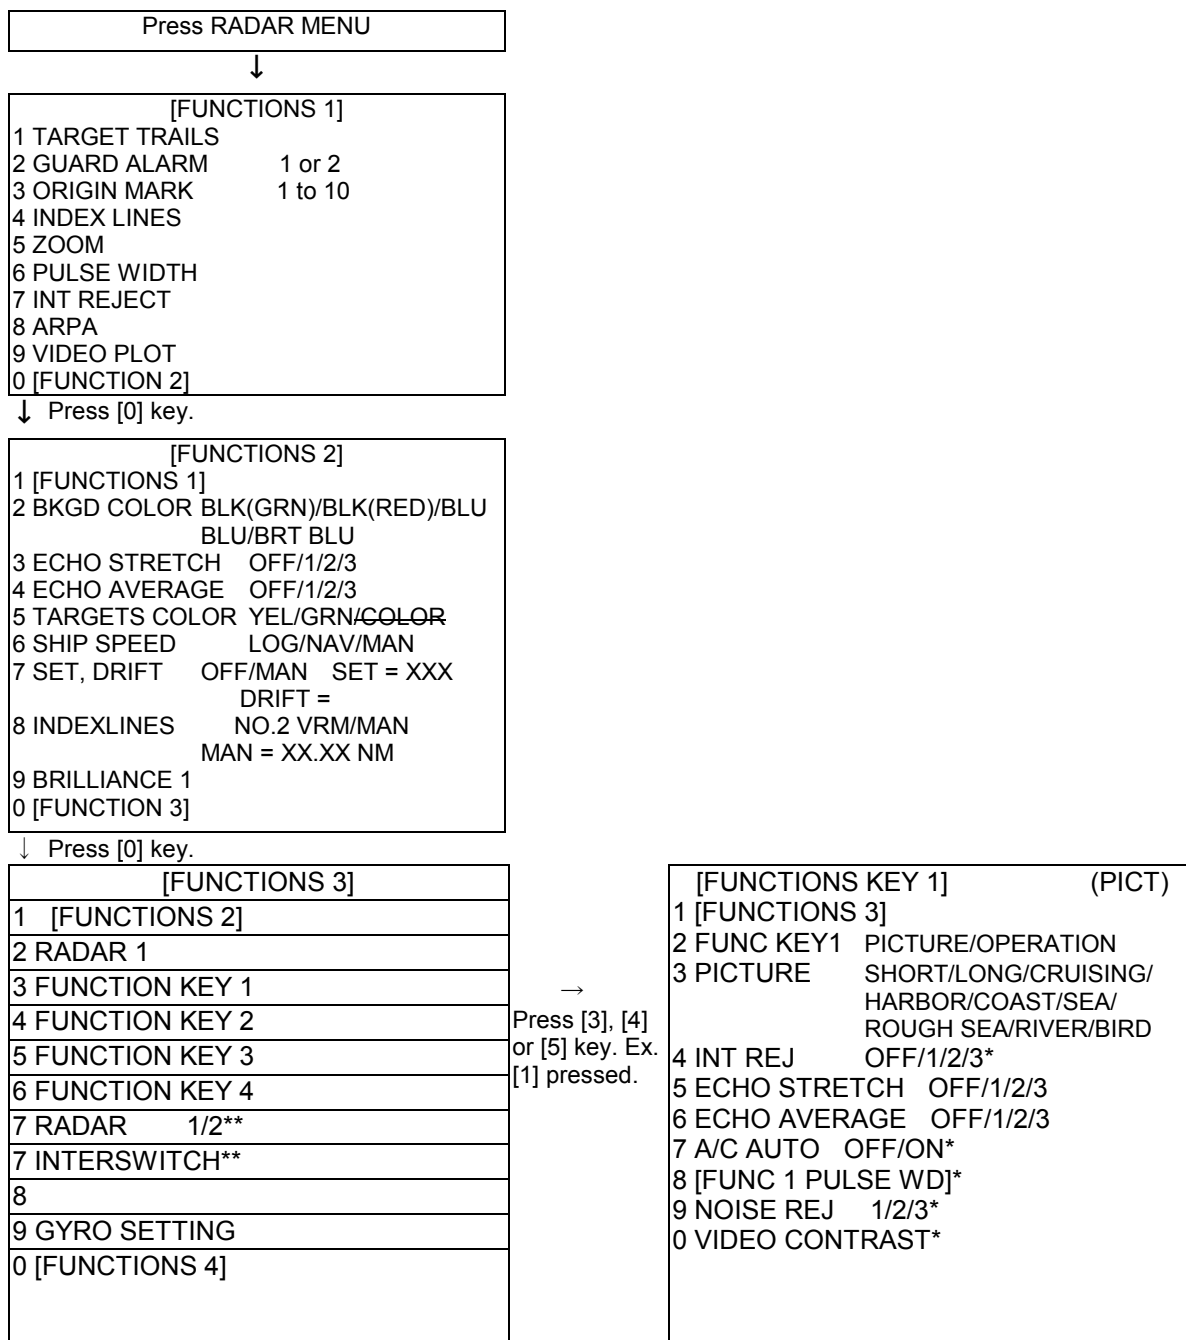 Press RADAR MENU
↓
[FUNCTIONS 1]
1 TARGET TRAILS
2 GUARD ALARM 1 or 2
3 ORIGIN MARK 1 to 10
4 INDEX LINES
5 ZOOM
6 PULSE WIDTH
7 INT REJECT
8 ARPA
9 VIDEO PLOT
0 [FUNCTION 2]
↓ Press [0] key.
[FUNCTIONS 2]
1 [FUNCTIONS 1]
2 BKGD COLOR BLK(GRN)/BLK(RED)/BLU
BLU/BRT BLU
3 ECHO STRETCH OFF/1/2/3
4 ECHO AVERAGE OFF/1/2/3
5 TARGETS COLOR YEL/GRN/COLOR
6 SHIP SPEED LOG/NAV/MAN
7 SET, DRIFT OFF/MAN SET = XXX
DRIFT =
8 INDEXLINES NO.2 VRM/MAN
MAN = XX.XX NM
9 BRILLIANCE 1
0 [FUNCTION 3]
↓ Press [0] key.
[FUNCTIONS 3]
1 [FUNCTIONS 2]
2 RADAR 1
3 FUNCTION KEY 1
4 FUNCTION KEY 2
5 FUNCTION KEY 3
6 FUNCTION KEY 4
7 RADAR 1/2**
7 INTERSWITCH**
8
9 GYRO SETTING
0 [FUNCTIONS 4]
→
Press [3], [4]
or [5] key. Ex.
[1] pressed.
[FUNCTIONS KEY 1] (PICT)
1 [FUNCTIONS 3]
2 FUNC KEY1 PICTURE/OPERATION
3 PICTURE SHORT/LONG/CRUISING/
HARBOR/COAST/SEA/
ROUGH SEA/RIVER/BIRD
4 INT REJ OFF/1/2/3*
5 ECHO STRETCH OFF/1/2/3
6 ECHO AVERAGE OFF/1/2/3
7 A/C AUTO OFF/ON*
8 [FUNC 1 PULSE WD]*
9 NOISE REJ 1/2/3*
0 VIDEO CONTRAST*